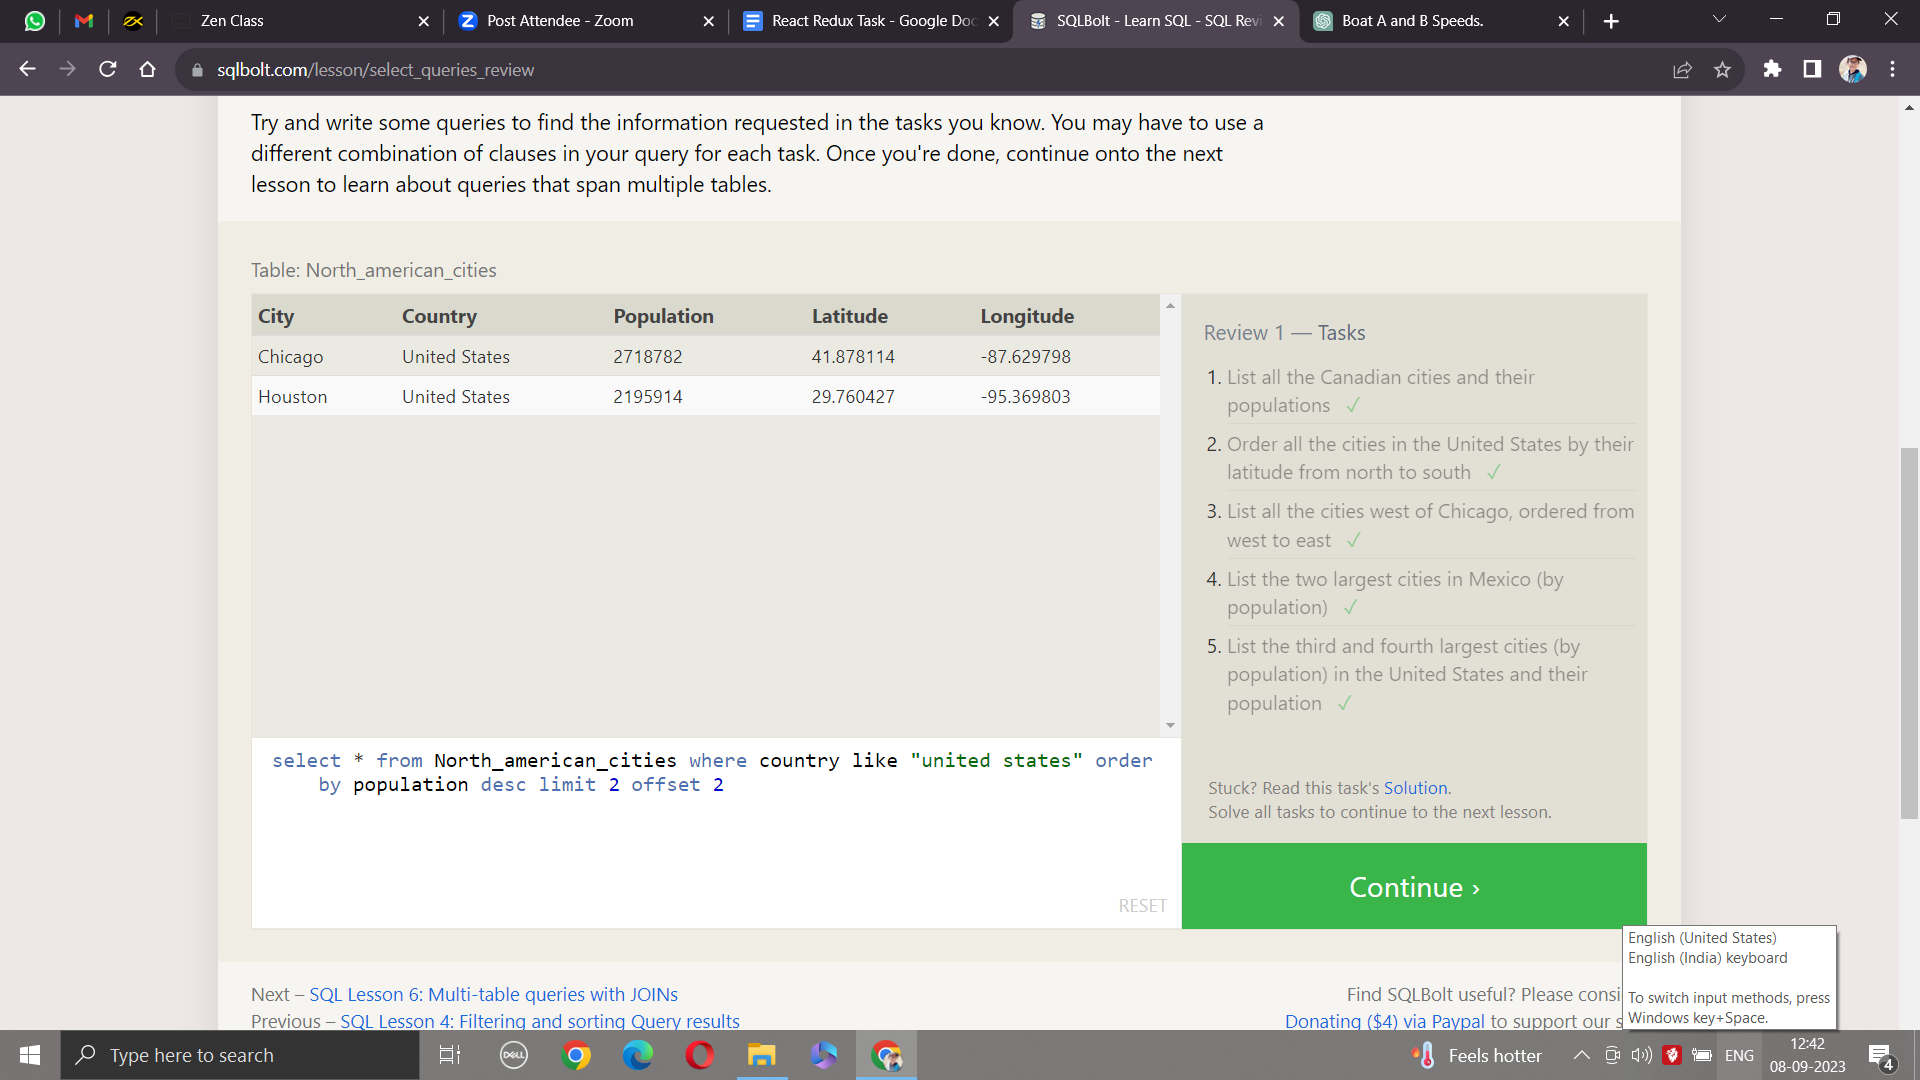 Zen Class
Post Attendee - Zoom
React Redux Task - Google Doc
SQLBolt - Learn SQL - SQL Revi
Boat A and B Speeds.
sqlbolt.com/lesson/select_queries_review
Try and write some queries to find the information requested in the tasks you know. You may have to use a
different combination of clauses in your query for each task. Once you're done, continue onto the next
lesson to learn about queries that span multiple tables.
Table: North_american_cities
City Country Population Latitude Longitude
Chicago United States 2718782 41.878114 -87.629798
Houston United States 2195914 29.760427 -95.369803
select * from North_american_cities where country like "united states" order
by population desc limit 2 offset 2
RESET
Review 1 — Tasks
1. List all the Canadian cities and their
populations ✓
2. Order all the cities in the United States by their
latitude from north to south ✓
3. List all the cities west of Chicago, ordered from
west to east ✓
4. List the two largest cities in Mexico (by
population) ✓
5. List the third and fourth largest cities (by
population) in the United States and their
population ✓
Stuck? Read this task's Solution.
Solve all tasks to continue to the next lesson.
Continue ›
Next – SQL Lesson 6: Multi-table queries with JOINs
Previous – SQL Lesson 4: Filtering and sorting Query results
Find SQLBolt useful? Please consi
Donating ($4) via Paypal to support our s
English (United States)
English (India) keyboard
To switch input methods, press
Windows key+Space.
Type here to search
DELL
Feels hotter
ENG
12:42
08-09-2023
4